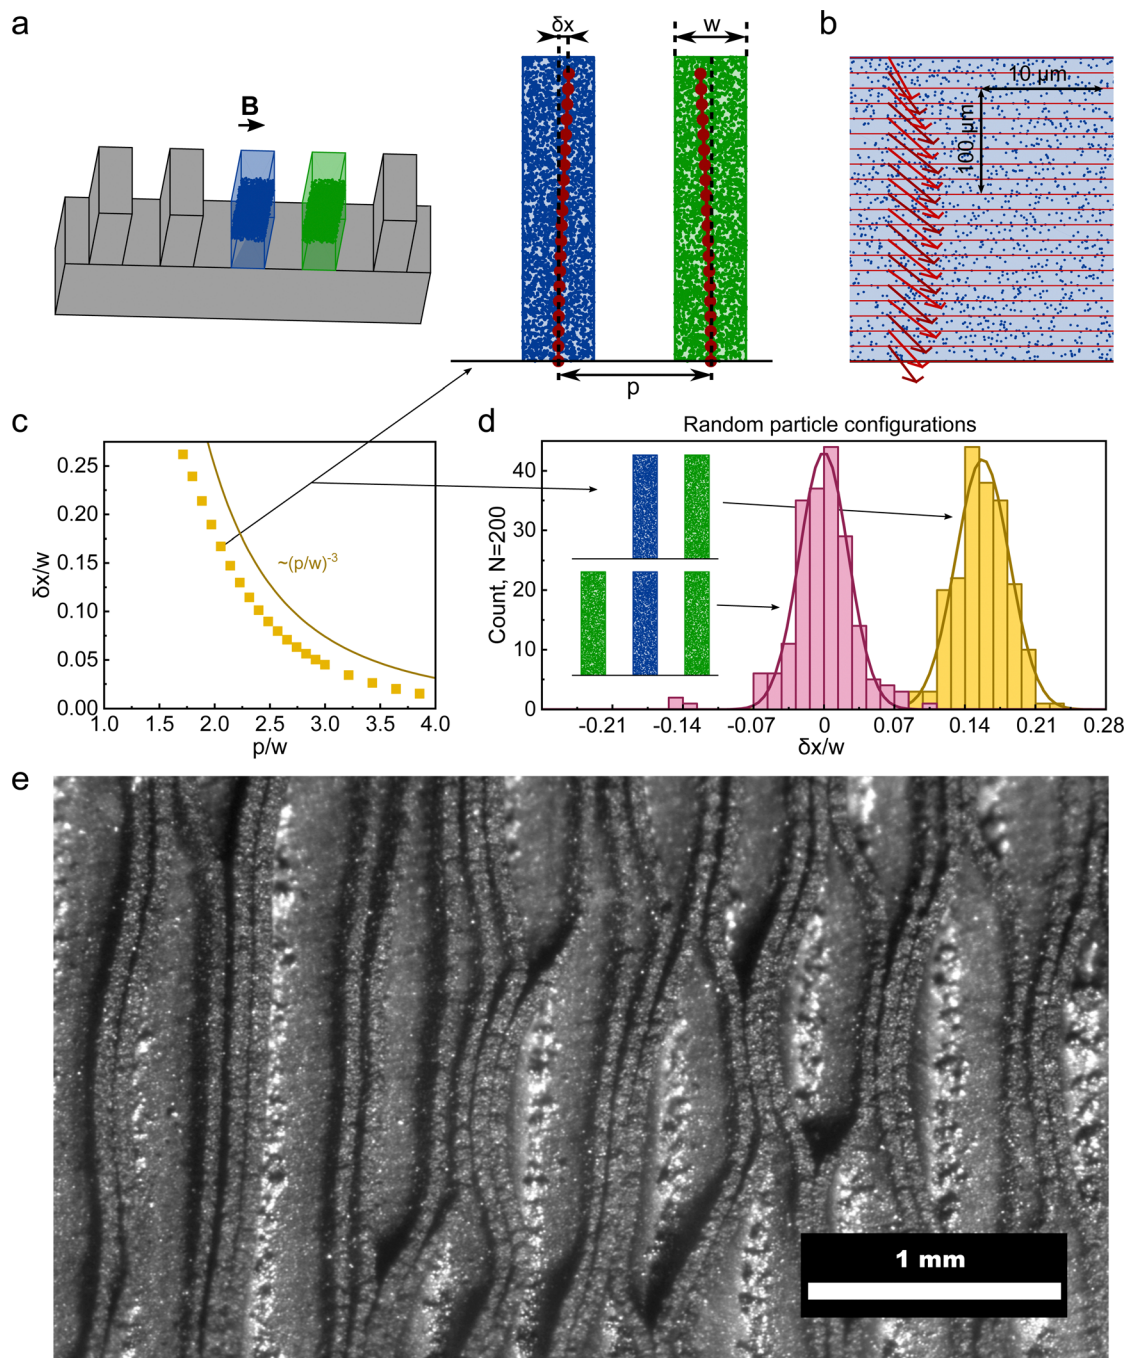 a
B
δx
w
p
b
10 μm
100 μm
c
δx/w
0.25
0.20
0.15
0.10
0.05
0.00
~(p/w)-3
1.0 1.5 2.0 2.5 3.0 3.5 4.0
p/w
d
Random particle configurations
Count, N=200
40
30
20
10
0
-0.21 -0.14 -0.07 0 0.07 0.14 0.21 0.28
δx/w
e
1 mm